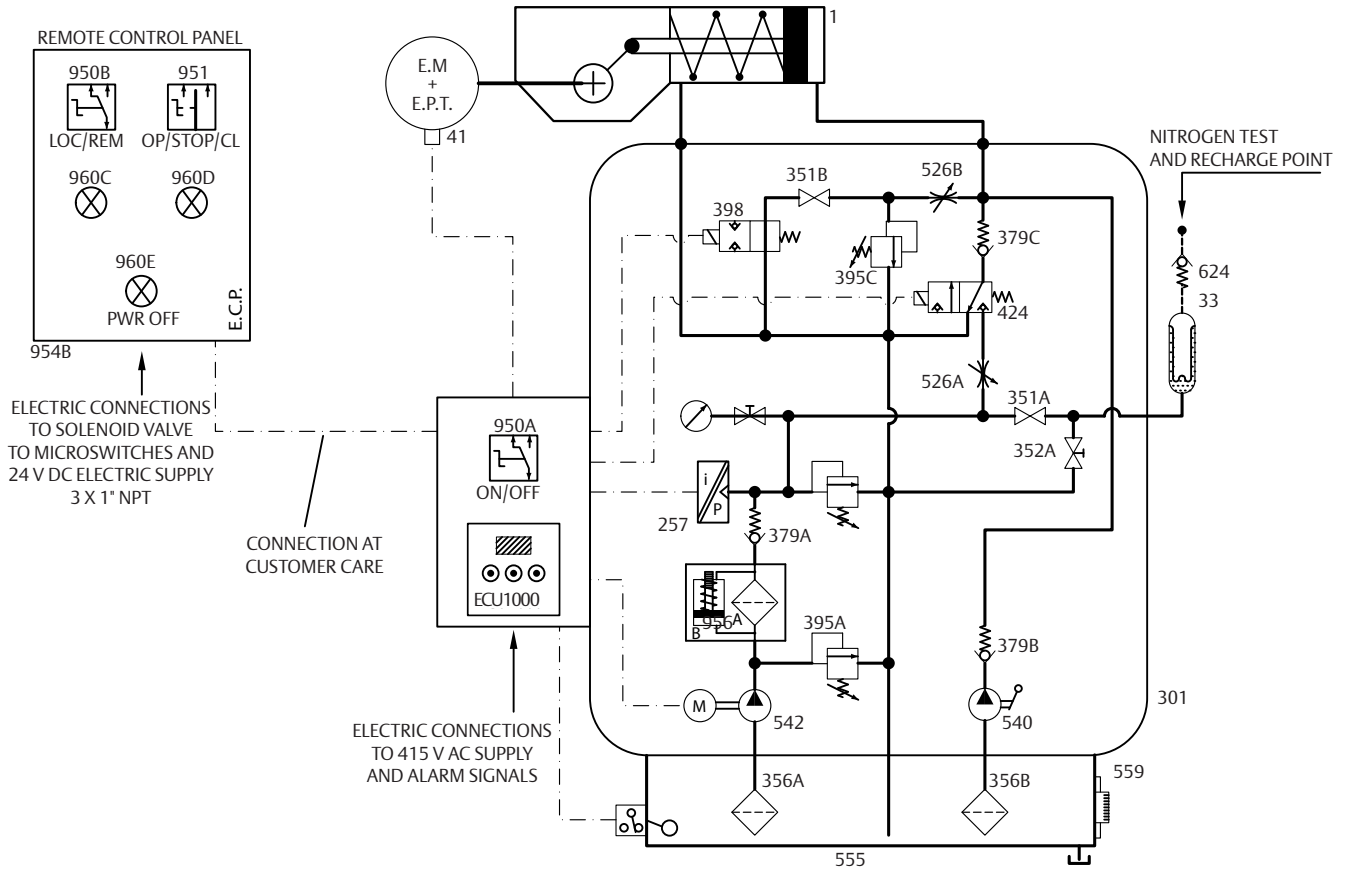 REMOTE CONTROL PANEL
950B
951
LOC/REM
OP/STOP/CL
960C
960D
960E
PWR OFF
E.C.P.
954B
ELECTRIC CONNECTIONS
TO SOLENOID VALVE
TO MICROSWITCHES AND
24 V DC ELECTRIC SUPPLY
3 X 1" NPT
CONNECTION AT
CUSTOMER CARE
E.M
+
E.P.T.
41
1
950A
ON/OFF
ECU1000
ELECTRIC CONNECTIONS
TO 415 V AC SUPPLY
AND ALARM SIGNALS
351B
526B
398
395C
379C
424
526A
351A
352A
i
P
257
379A
956
A
B
395A
379B
M
542
540
301
356A
356B
559
555
NITROGEN TEST
AND RECHARGE POINT
624
33